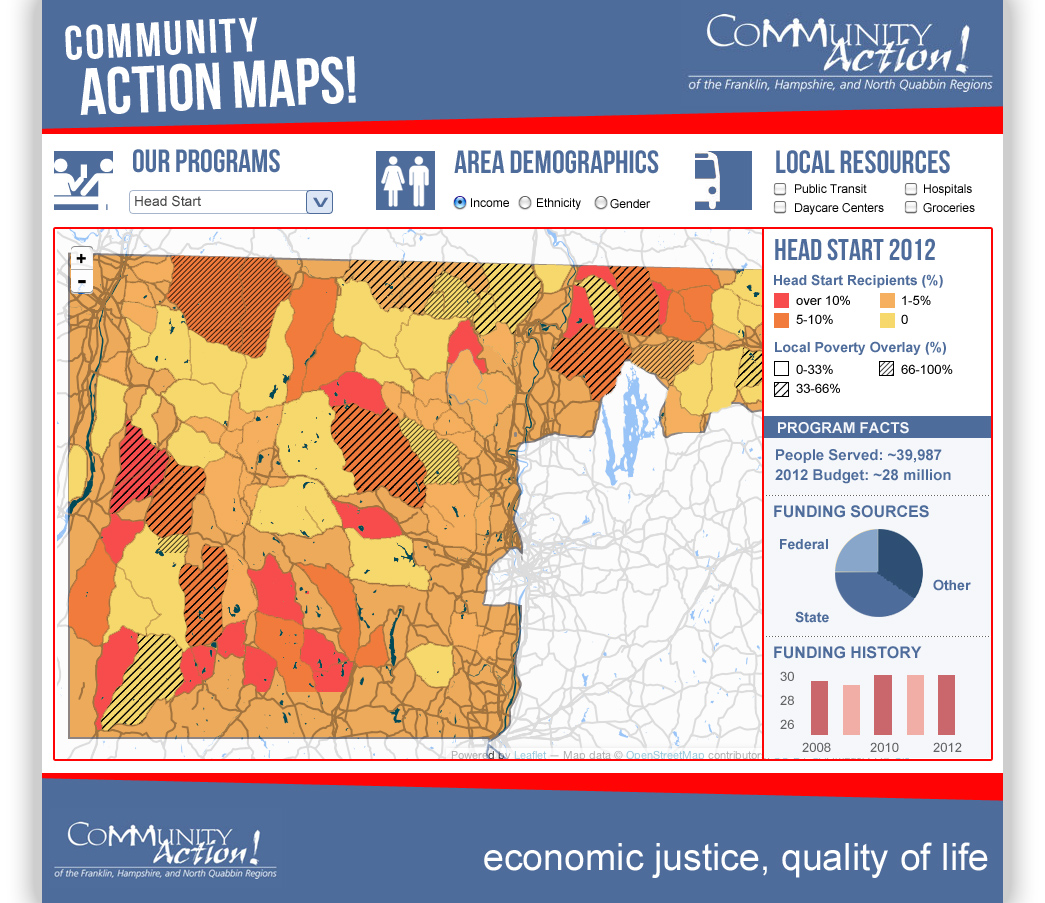 COMMUNITY
ACTION MAPS!
COMMUNITY
Action!
of the Franklin, Hampshire, and North Quabbin Regions
OUR PROGRAMS
Head Start
AREA DEMOGRAPHICS
Income Ethnicity Gender
LOCAL RESOURCES
Public Transit Hospitals
Daycare Centers Groceries
+
-
HEAD START 2012
Head Start Recipients (%)
over 10% 1-5%
5-10% 0
Local Poverty Overlay (%)
0-33% 66-100%
33-66%
PROGRAM FACTS
People Served: ~39,987
2012 Budget: ~28 million
FUNDING SOURCES
Federal
Other
State
FUNDING HISTORY
30
28
26
2008 2010 2012
Powered by Leaflet — Map data © OpenStreetMap contributor
COMMUNITY
Action!
of the Franklin, Hampshire, and North Quabbin Regions
economic justice, quality of life